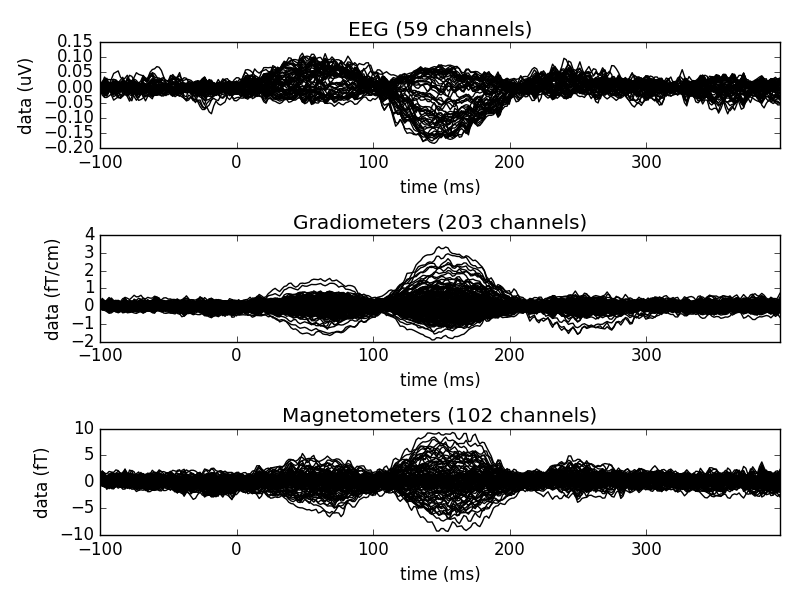 EEG (59 channels)
data (uV)
0.15
0.10
0.05
0.00
−0.05
−0.10
−0.15
−0.20
−100 0 100 200 300
time (ms)
Gradiometers (203 channels)
data (fT/cm)
4
3
2
1
0
−1
−2
−100 0 100 200 300
time (ms)
Magnetometers (102 channels)
data (fT)
10
5
0
−5
−10
−100 0 100 200 300
time (ms)